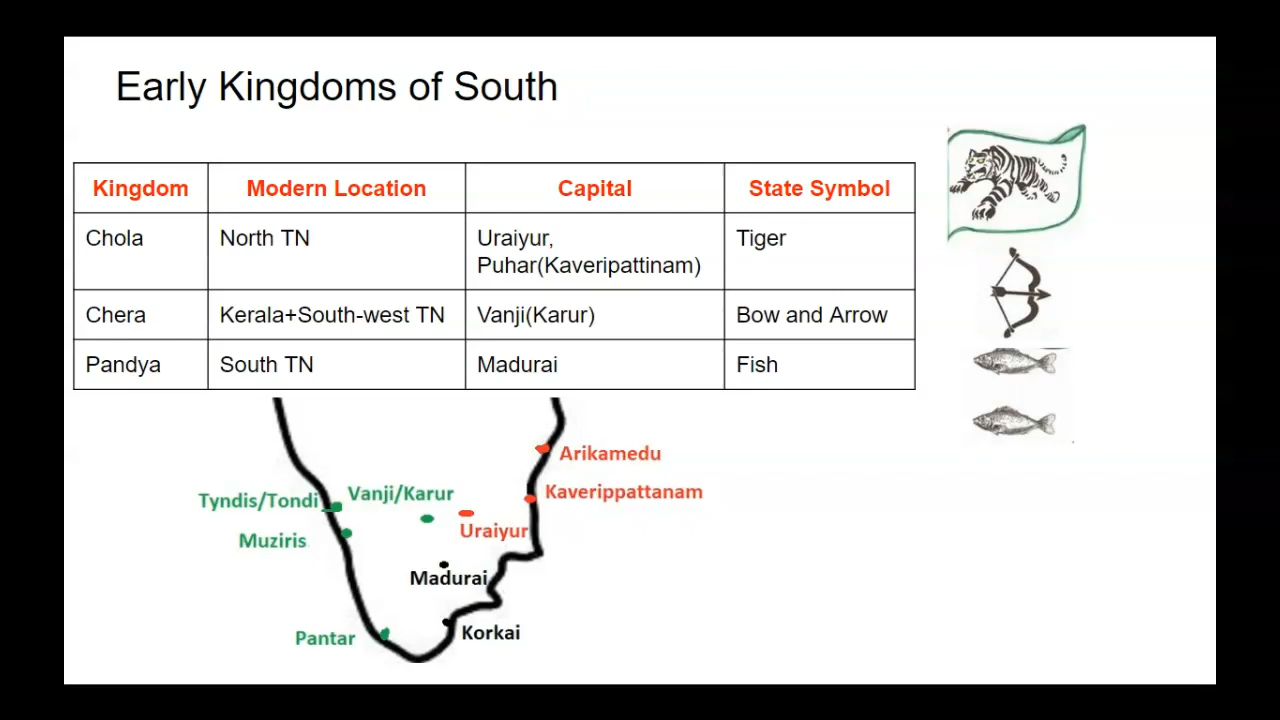 Early Kingdoms of South
Kingdom Modern Location Capital State Symbol
Chola North TN Uraiyur, Tiger
Puhar(Kaveripattinam)
Chera Kerala+South-west TN Vanji(Karur) Bow and Arrow
Pandya South TN Madurai Fish
Arikamedu
Tyndis/Tondi Vanji/Karur Kaverippattanam
Uraiyur
Muziris
Madurai
Pantar Korkai